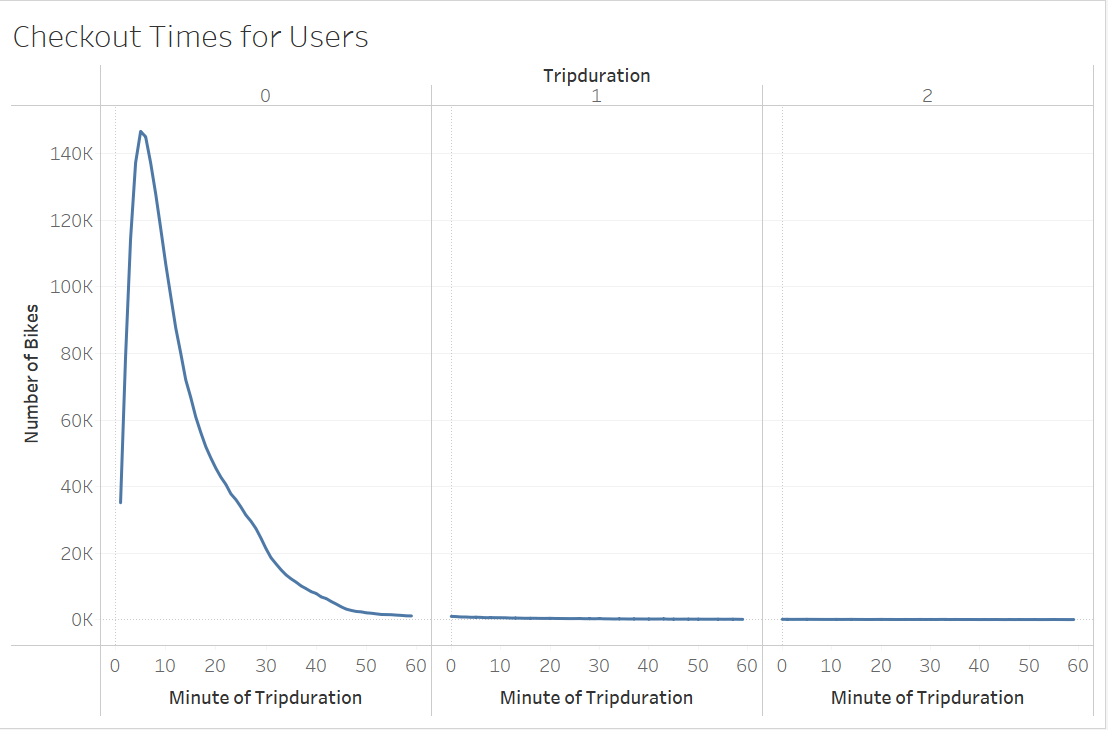 Checkout Times for Users
Tripduration
0 1 2
Number of Bikes
140K
120K
100K
80K
60K
40K
20K
0K
0 10 20 30 40 50 60 0 10 20 30 40 50 60 0 10 20 30 40 50 60
Minute of Tripduration Minute of Tripduration Minute of Tripduration